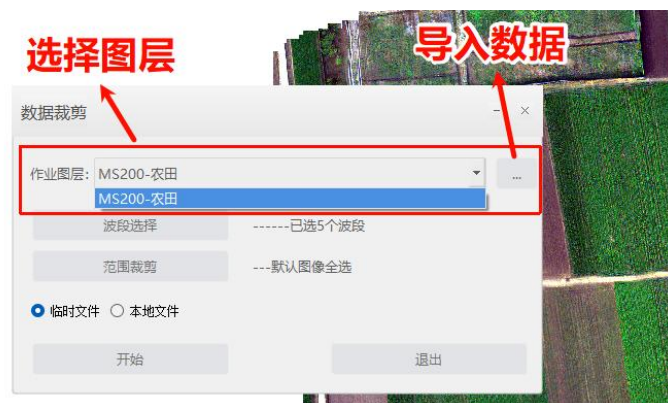 选择图层
导入数据
数据裁剪
作业图层: MS200-农田
...
MS200-农田
波段选择 ------已选5个波段
范围裁剪 ---默认图像全选
临时文件 本地文件
开始 退出